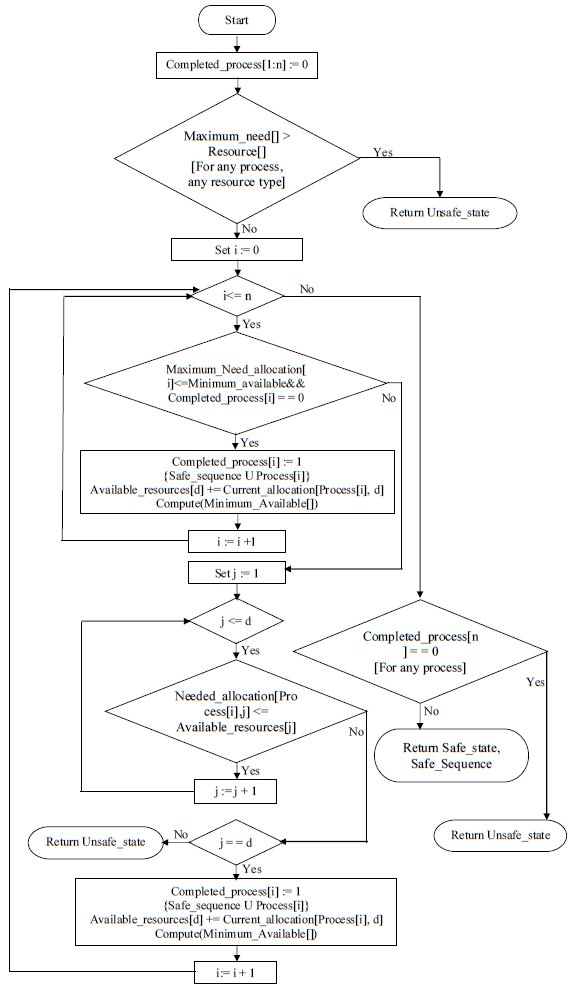 Start
Completed_process[1:n] := 0
Maximum_need[] >
Resource[]
[For any process,
any resource type]
Yes
Return Unsafe_state
No
Set i := 0
i<= n
No
Yes
Maximum_Need_allocation[
i]<=Minimum_available&&
Completed_process[i] = = 0
No
Yes
Completed_process[i] := 1
{Safe_sequence U Process[i]}
Available_resources[d] += Current_allocation[Process[i], d]
Compute(Minimum_Available[])
i := i +1
Set j := 1
j <= d
Yes
Needed_allocation[Pro
cess[i],j] <=
Available_resources[j]
No
Yes
j := j + 1
Completed_process[n
] = = 0
[For any process]
Yes
No
Return Safe_state,
Safe_Sequence
Return Unsafe_state
j = = d
No
Return Unsafe_state
Yes
Completed_process[i] := 1
{Safe_sequence U Process[i]}
Available_resources[d] += Current_allocation[Process[i], d]
Compute(Minimum_Available[])
i:= i + 1